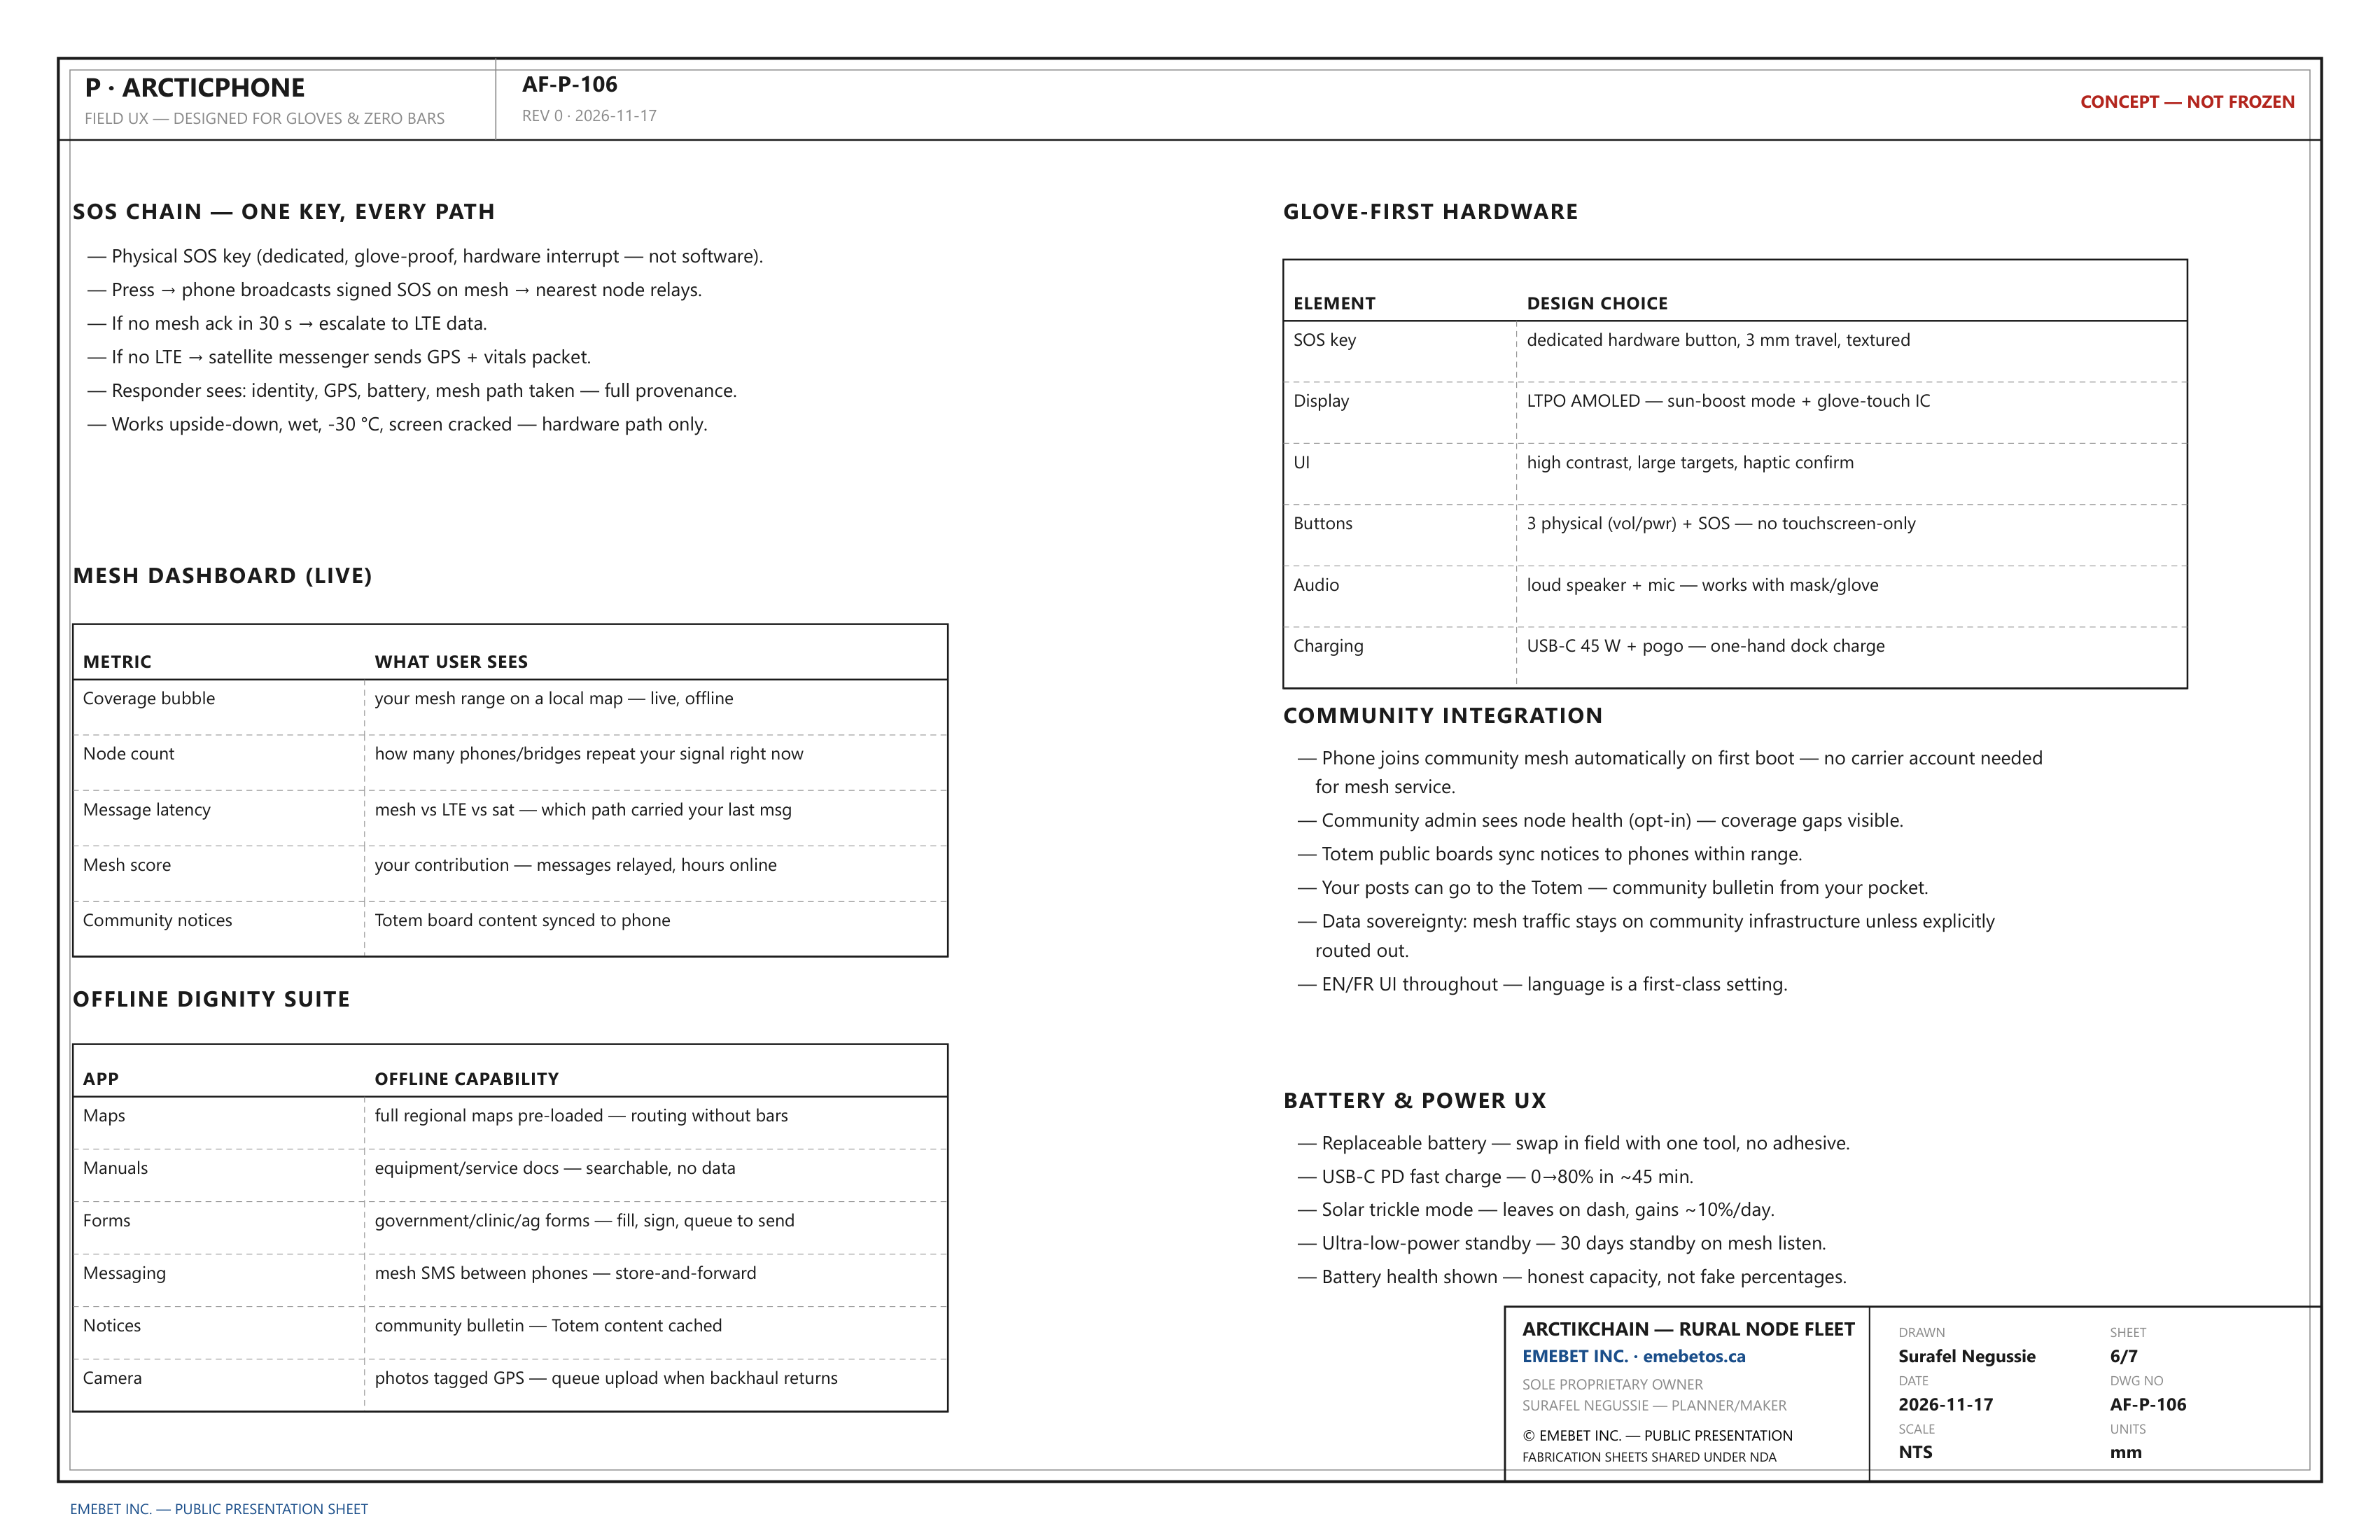 P · ARCTICPHONE
FIELD UX — DESIGNED FOR GLOVES & ZERO BARS
AF-P-106
REV 0 · 2026-11-17
CONCEPT — NOT FROZEN
SOS CHAIN — ONE KEY, EVERY PATH
— Physical SOS key (dedicated, glove-proof, hardware interrupt — not software).
— Press → phone broadcasts signed SOS on mesh → nearest node relays.
— If no mesh ack in 30 s → escalate to LTE data.
— If no LTE → satellite messenger sends GPS + vitals packet.
— Responder sees: identity, GPS, battery, mesh path taken — full provenance.
— Works upside-down, wet, -30 °C, screen cracked — hardware path only.
MESH DASHBOARD (LIVE)
METRIC WHAT USER SEES
Coverage bubble your mesh range on a local map — live, offline
Node count how many phones/bridges repeat your signal right now
Message latency mesh vs LTE vs sat — which path carried your last msg
Mesh score your contribution — messages relayed, hours online
Community notices Totem board content synced to phone
OFFLINE DIGNITY SUITE
APP OFFLINE CAPABILITY
Maps full regional maps pre-loaded — routing without bars
Manuals equipment/service docs — searchable, no data
Forms government/clinic/ag forms — fill, sign, queue to send
Messaging mesh SMS between phones — store-and-forward
Notices community bulletin — Totem content cached
Camera photos tagged GPS — queue upload when backhaul returns
GLOVE-FIRST HARDWARE
ELEMENT DESIGN CHOICE
SOS key dedicated hardware button, 3 mm travel, textured
Display LTPO AMOLED — sun-boost mode + glove-touch IC
UI high contrast, large targets, haptic confirm
Buttons 3 physical (vol/pwr) + SOS — no touchscreen-only
Audio loud speaker + mic — works with mask/glove
Charging USB-C 45 W + pogo — one-hand dock charge
COMMUNITY INTEGRATION
— Phone joins community mesh automatically on first boot — no carrier account needed
for mesh service.
— Community admin sees node health (opt-in) — coverage gaps visible.
— Totem public boards sync notices to phones within range.
— Your posts can go to the Totem — community bulletin from your pocket.
— Data sovereignty: mesh traffic stays on community infrastructure unless explicitly
routed out.
— EN/FR UI throughout — language is a first-class setting.
BATTERY & POWER UX
— Replaceable battery — swap in field with one tool, no adhesive.
— USB-C PD fast charge — 0→80% in ~45 min.
— Solar trickle mode — leaves on dash, gains ~10%/day.
— Ultra-low-power standby — 30 days standby on mesh listen.
— Battery health shown — honest capacity, not fake percentages.
ARCTIKCHAIN — RURAL NODE FLEET
EMEBET INC. · emebetos.ca
SOLE PROPRIETARY OWNER
SURAFEL NEGUSSIE — PLANNER/MAKER
© EMEBET INC. — PUBLIC PRESENTATION
FABRICATION SHEETS SHARED UNDER NDA
DRAWN SHEET
Surafel Negussie 6/7
DATE DWG NO
2026-11-17 AF-P-106
SCALE UNITS
NTS mm
EMEBET INC. — PUBLIC PRESENTATION SHEET